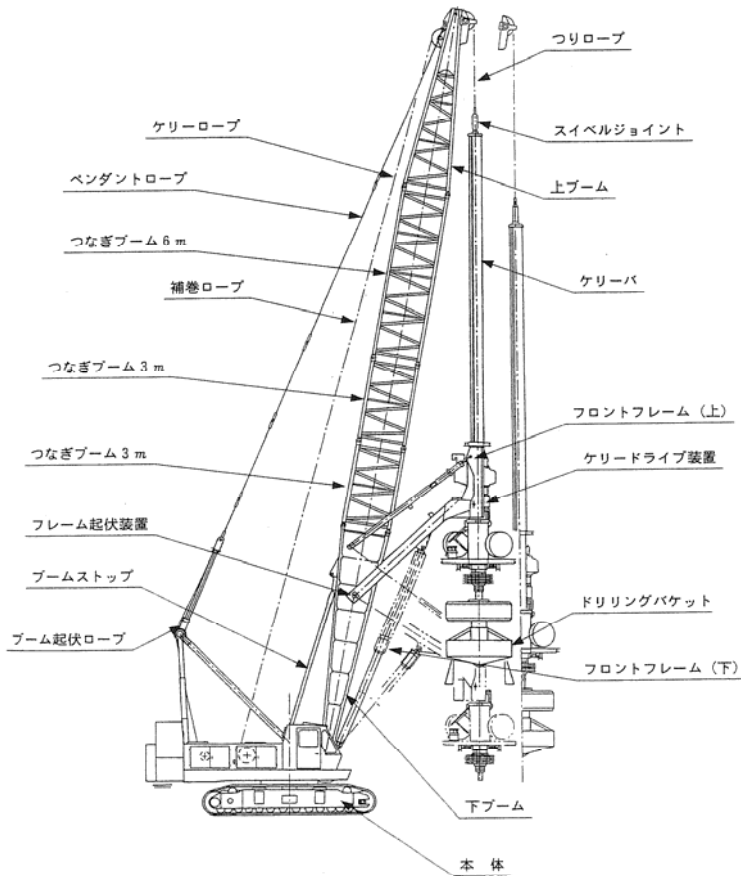 つりロープ
スイベルジョイント
ケリーロープ
ペンダントロープ
上ブーム
つなぎブーム 6 m
ケリーバ
補巻ロープ
つなぎブーム 3 m
フロントフレーム (上)
ケリードライブ装置
つなぎブーム 3 m
フレーム起伏装置
ブームストップ
ドリリングバケット
ブーム起伏ロープ
フロントフレーム (下)
下ブーム
本 体